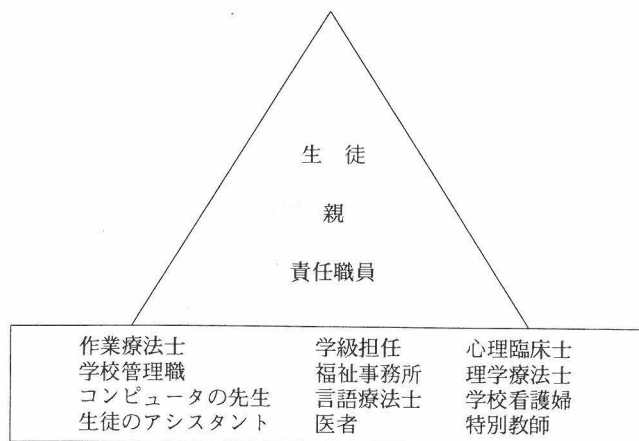 生 徒
親
責任職員
作業療法士 学級担任 心理臨床士
学校管理職 福祉事務所 理学療法士
コンピュータの先生 言語療法士 学校看護婦
生徒のアシスタント 医者 特別教師